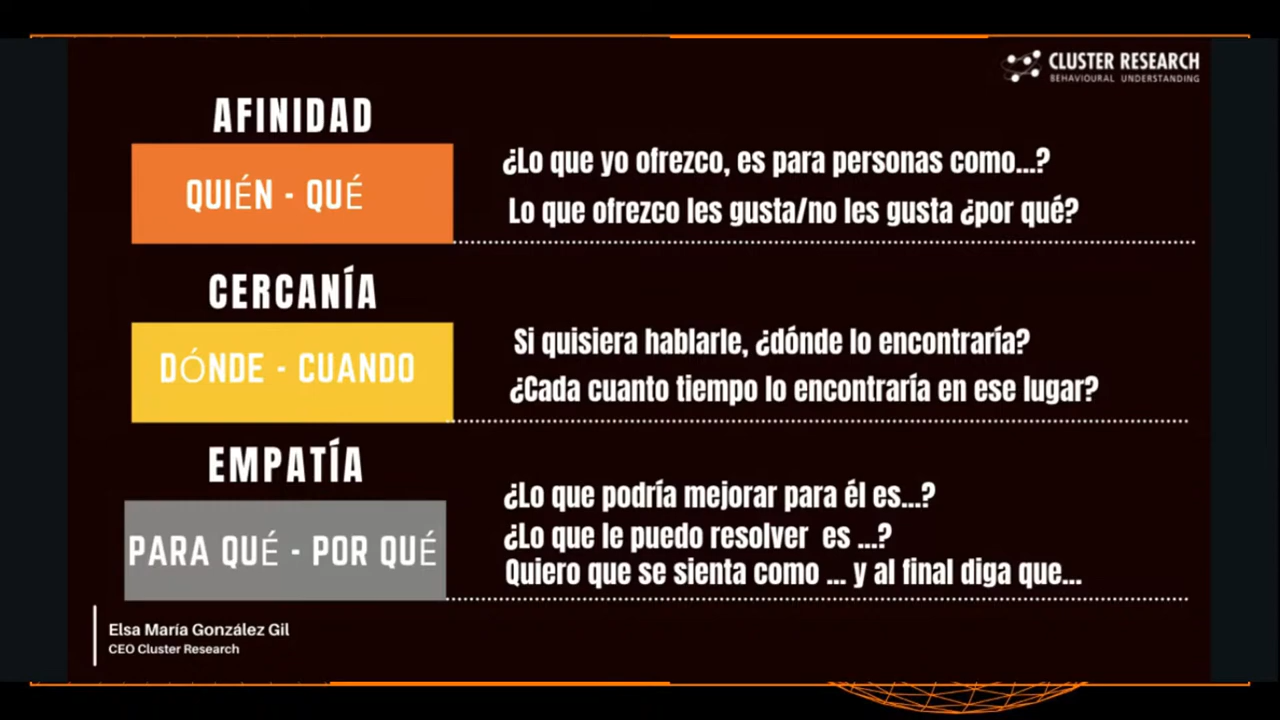 CLUSTER RESEARCH
BEHAVIOURAL UNDERSTANDING
AFINIDAD
QUIÉN - QUÉ
¿Lo que yo ofrezco, es para personas como...?
Lo que ofrezco les gusta/no les gusta ¿por qué?
CERCANÍA
DÓNDE - CUANDO
Si quisiera hablarle, ¿dónde lo encontraría?
¿Cada cuanto tiempo lo encontraría en ese lugar?
EMPATÍA
PARA QUÉ - POR QUÉ
¿Lo que podría mejorar para él es...?
¿Lo que le puedo resolver es ...?
Quiero que se sienta como ... y al final diga que...
Elsa María González Gil
CEO Cluster Research